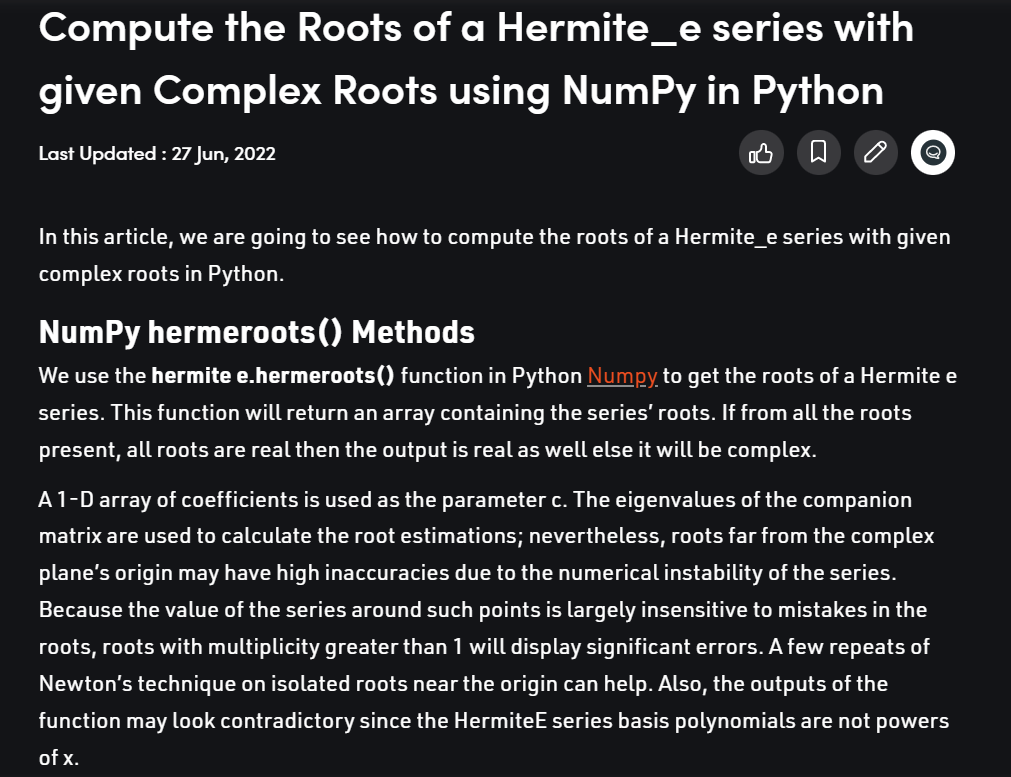 Compute the Roots of a Hermite_e series with
given Complex Roots using NumPy in Python
Last Updated : 27 Jun, 2022
In this article, we are going to see how to compute the roots of a Hermite_e series with given
complex roots in Python.
NumPy hermeroots() Methods
We use the hermite e.hermeroots() function in Python Numpy to get the roots of a Hermite e
series. This function will return an array containing the series’ roots. If from all the roots
present, all roots are real then the output is real as well else it will be complex.
A 1-D array of coefficients is used as the parameter c. The eigenvalues of the companion
matrix are used to calculate the root estimations; nevertheless, roots far from the complex
plane’s origin may have high inaccuracies due to the numerical instability of the series.
Because the value of the series around such points is largely insensitive to mistakes in the
roots, roots with multiplicity greater than 1 will display significant errors. A few repeats of
Newton’s technique on isolated roots near the origin can help. Also, the outputs of the
function may look contradictory since the HermiteE series basis polynomials are not powers
of x.